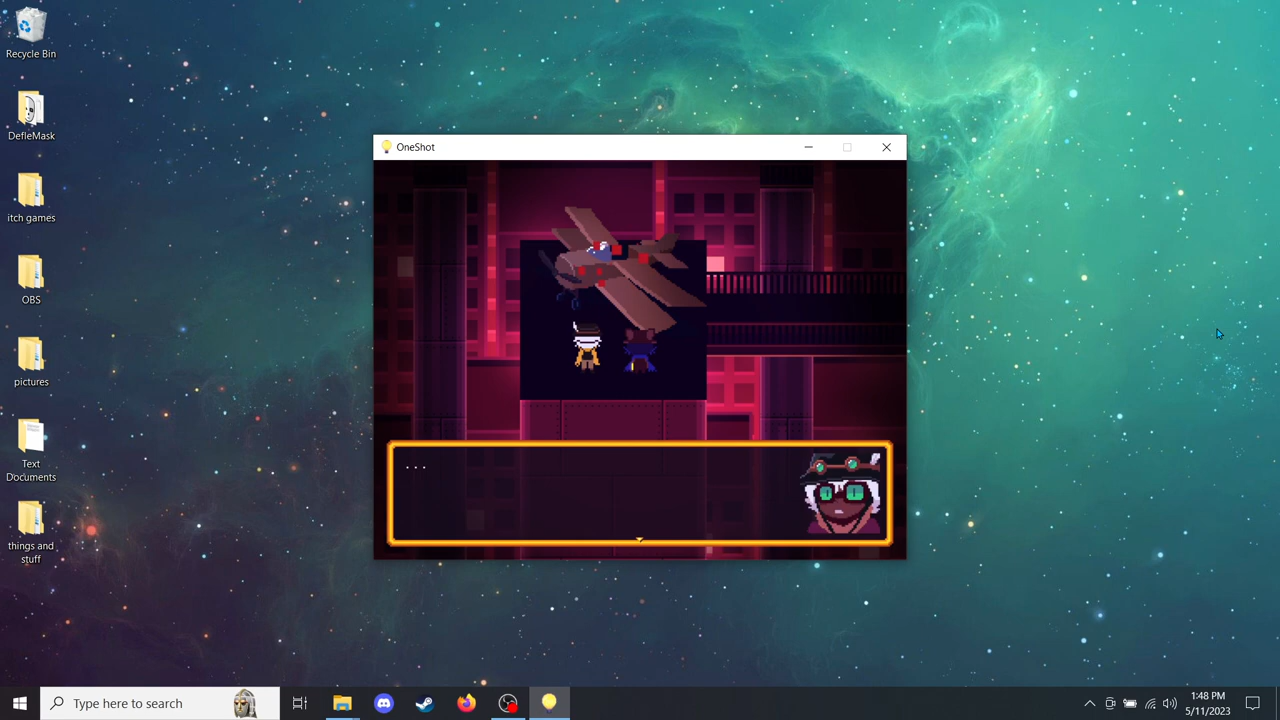 Recycle Bin
DefleMask
itch games
OBS
pictures
Text
Documents
things and
stuff
OneShot
...
Type here to search
1:48 PM
5/11/2023